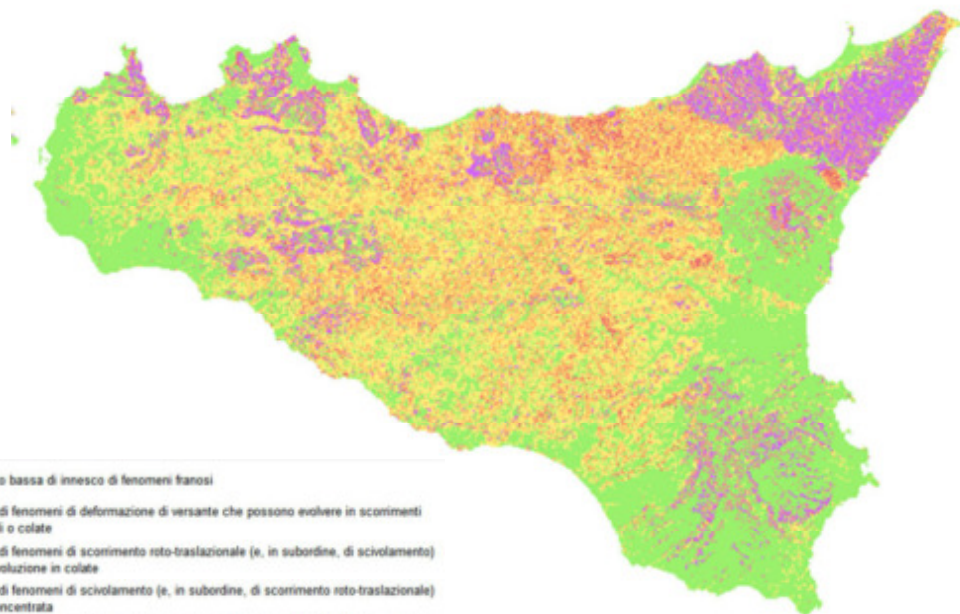 o bassa di innesco di fenomeni franosi
di fenomeni di deformazione di versante che possono evolvere in scorrimenti
i o colate
di fenomeni di scorrimento roto-traslazionale (e, in subordine, di scivolamento)
voluzione in colate
di fenomeni di scivolamento (e, in subordine, di scorrimento roto-traslazionale)
ncentrata